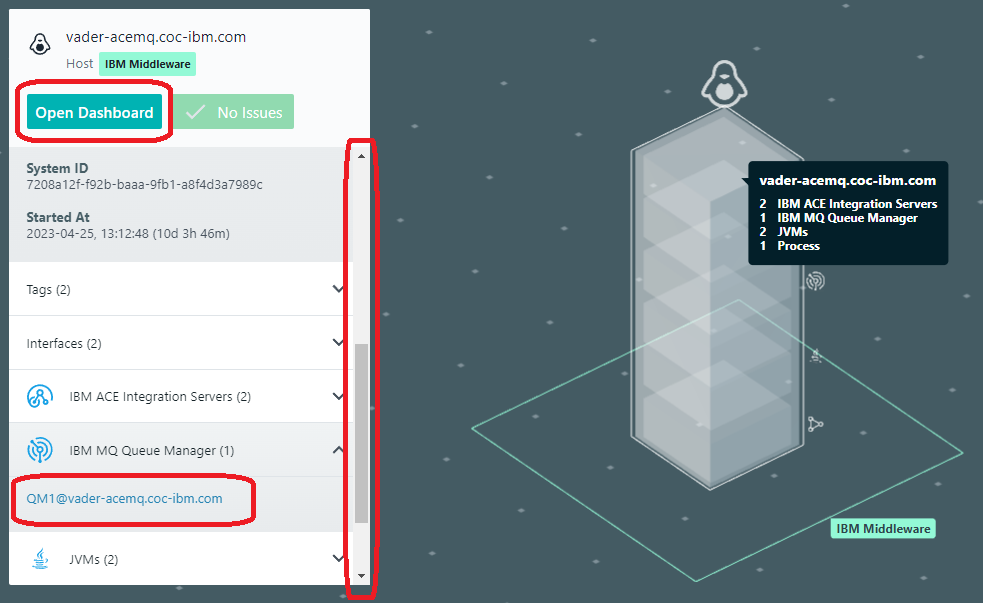 vader-acemq.coc-ibm.com
Host IBM Middleware
Open Dashboard No Issues
System ID
7208a12f-f92b-baaa-9fb1-a8f4d3a7989c
Started At
2023-04-25, 13:12:48 (10d 3h 46m)
Tags (2)
Interfaces (2)
IBM ACE Integration Servers (2)
IBM MQ Queue Manager (1)
QM1@vader-acemq.coc-ibm.com
JVMs (2)
vader-acemq.coc-ibm.com
2 IBM ACE Integration Servers
1 IBM MQ Queue Manager
2 JVMs
1 Process
IBM Middleware